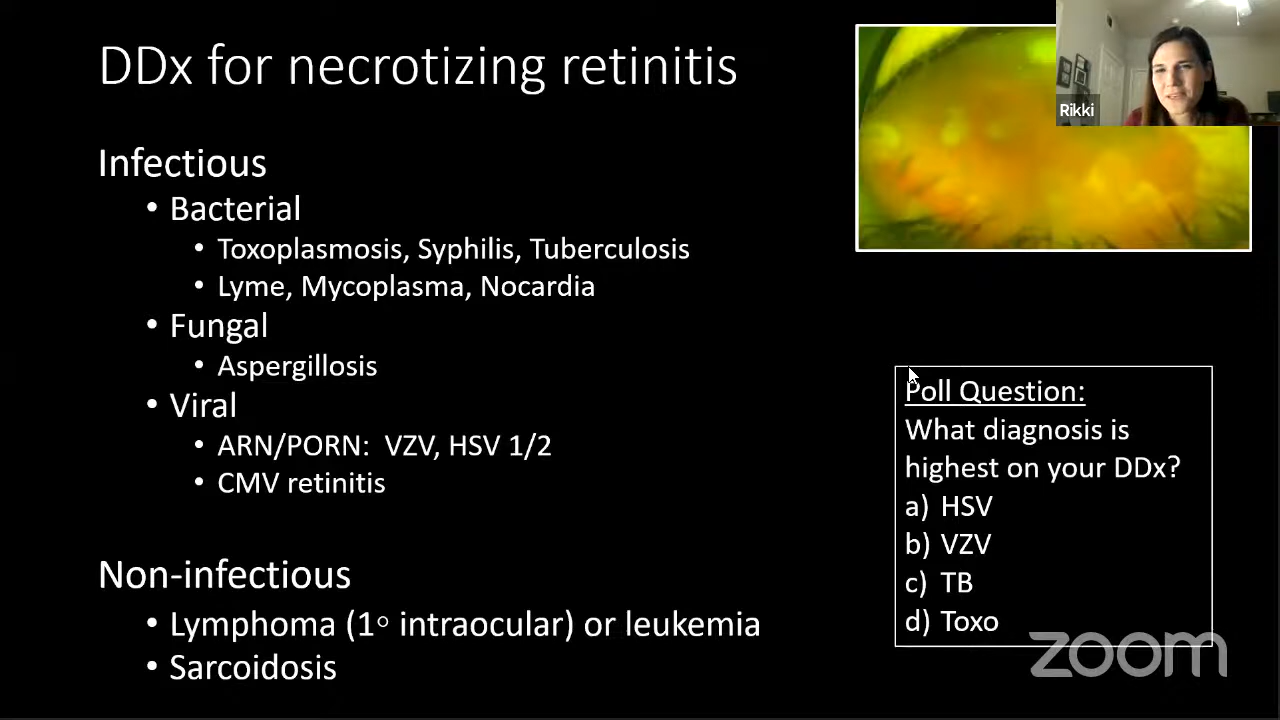 DDx for necrotizing retinitis
Rikki
Infectious
• Bacterial
• Toxoplasmosis, Syphilis, Tuberculosis
• Lyme, Mycoplasma, Nocardia
• Fungal
• Aspergillosis
• Viral
• ARN/PORN: VZV, HSV 1/2
• CMV retinitis
Non-infectious
• Lymphoma (1° intraocular) or leukemia
• Sarcoidosis
Poll Question:
What diagnosis is
highest on your DDx?
a) HSV
b) VZV
c) TB
d) Toxo
zoom